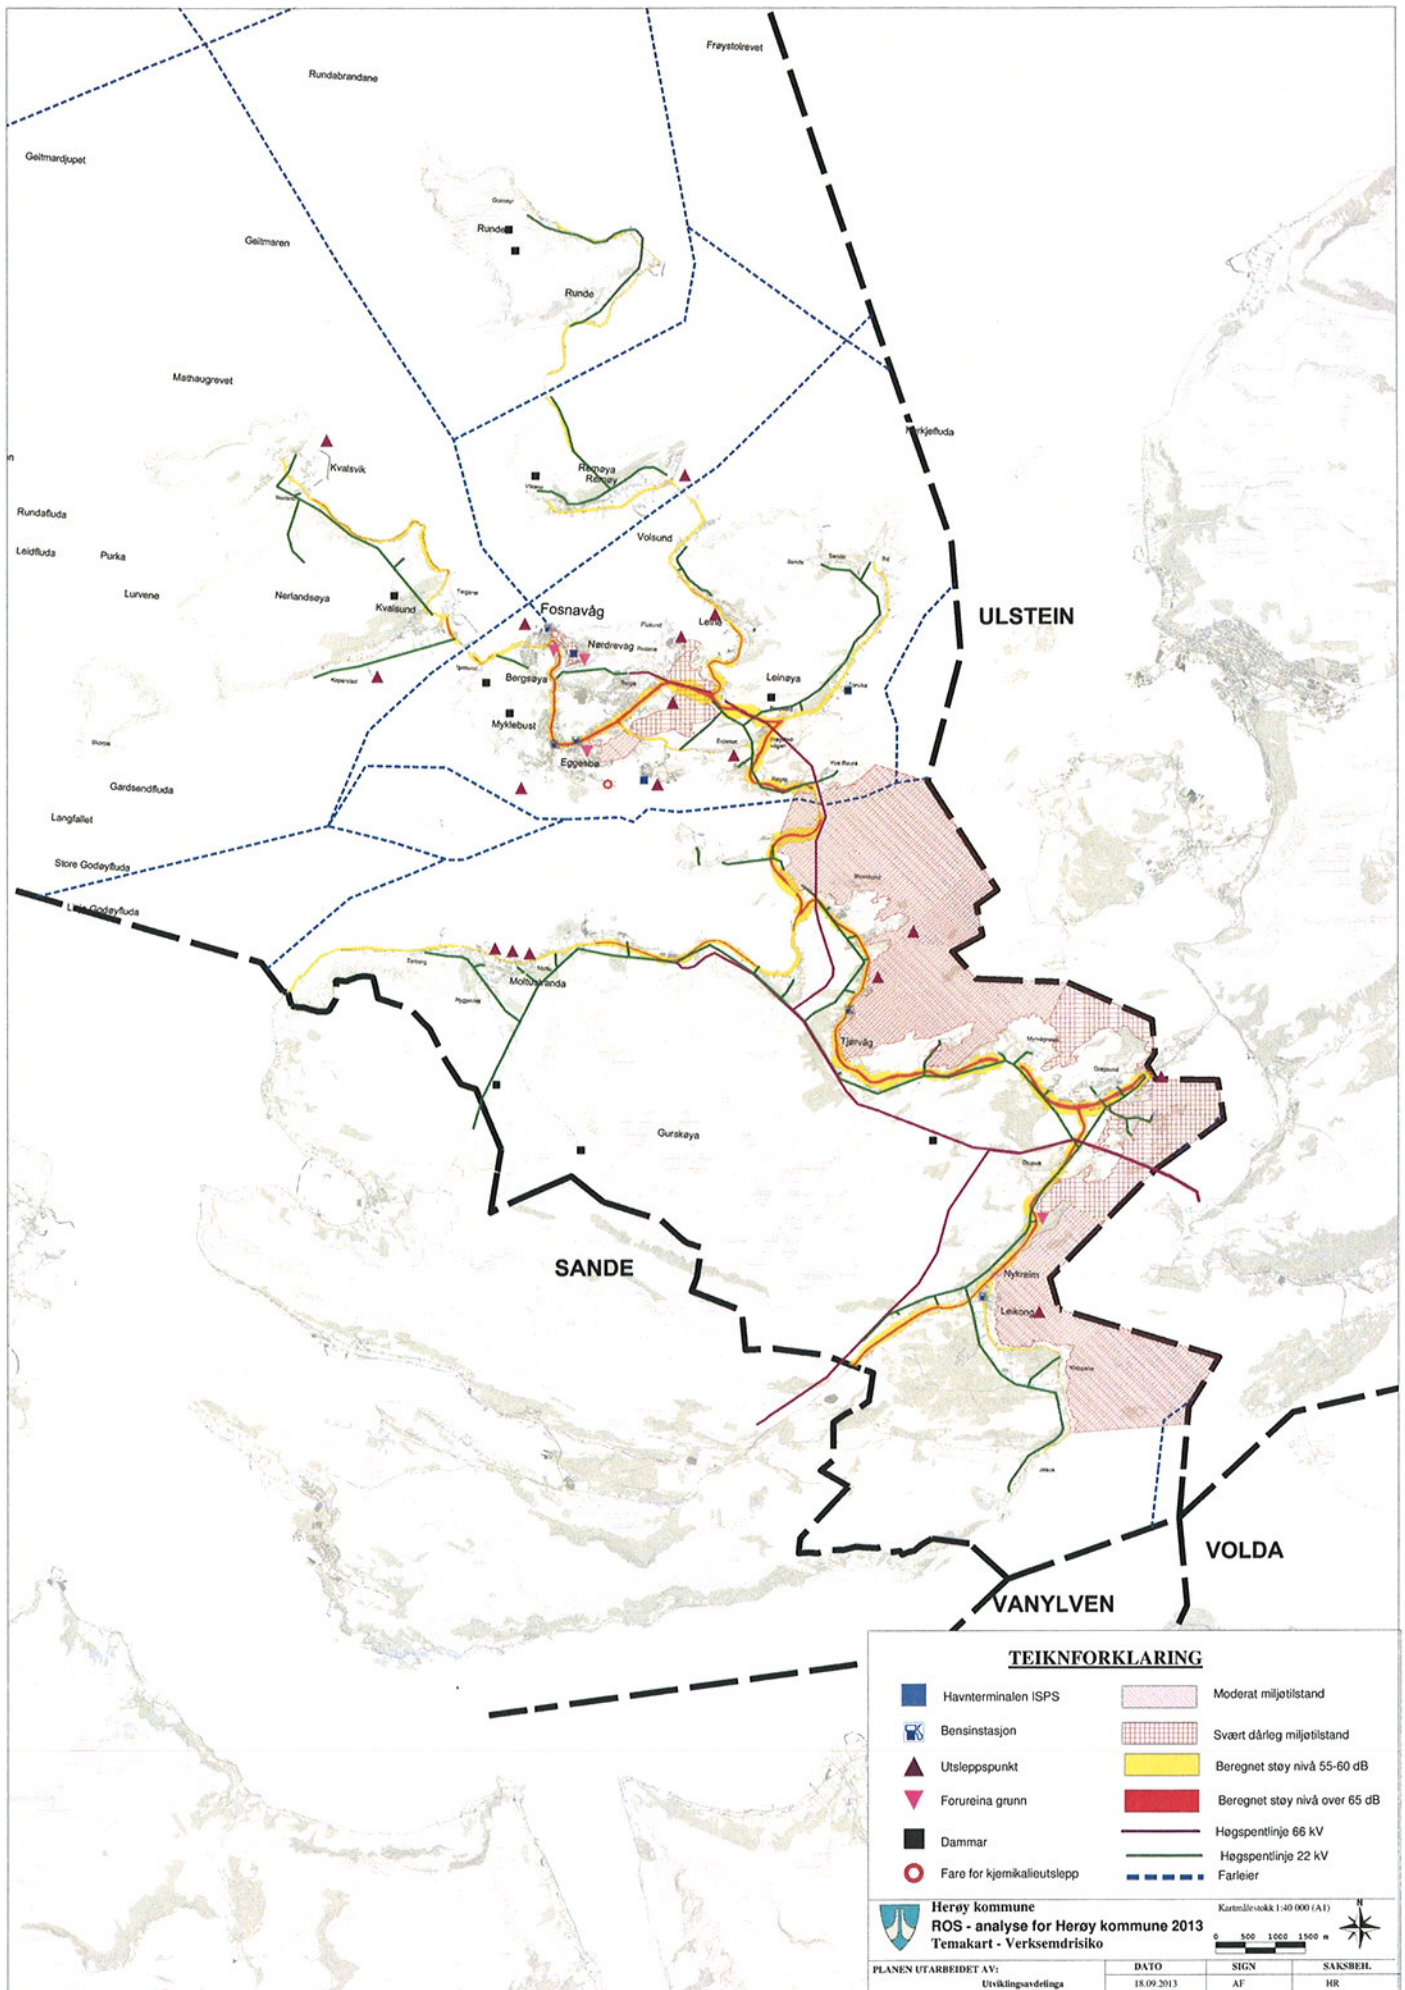 Frøystolrevet
Rundabrandane
Geitmardjupet
Geitmaren
Runde
Runde
Mathaugrevet
Kvalsvik
Remøya
Remøy
Rundafluda
Leidfluda
Purka
Lurvene
Nerlandsøya
Kvalsund
Volsund
Fosnavåg
Nørdrevåg
Leine
ULSTEIN
Bergsøya
Leinøya
Myklebust
Eggesbø
Gardsendfluda
Langfallet
Store Godøyfluda
Moltustranda
Tjørvåg
Gurskøya
SANDE
Nykreim
Leikong
VOLDA
VANYLVEN
TEIKNFORKLARING
Havnterminalen ISPS
Moderat miljøtilstand
Bensinstasjon
Svært dårleg miljøtilstand
Utsleppspunkt
Beregnet støy nivå 55-60 dB
Forureina grunn
Beregnet støy nivå over 65 dB
Dammar
Høgspentlinje 66 kV
Høgspentlinje 22 kV
Fare for kjemikalieutslepp
Farleier
Herøy kommune
ROS - analyse for Herøy kommune 2013
Temakart - Verksemdrisiko
Kartmålestokk 1:40 000 (A1)
N
0 500 1000 1500 m
PLANEN UTARBEIDET AV:
Utviklingsavdelinga
DATO SIGN SAKSBEH.
18.09.2013 AF HR